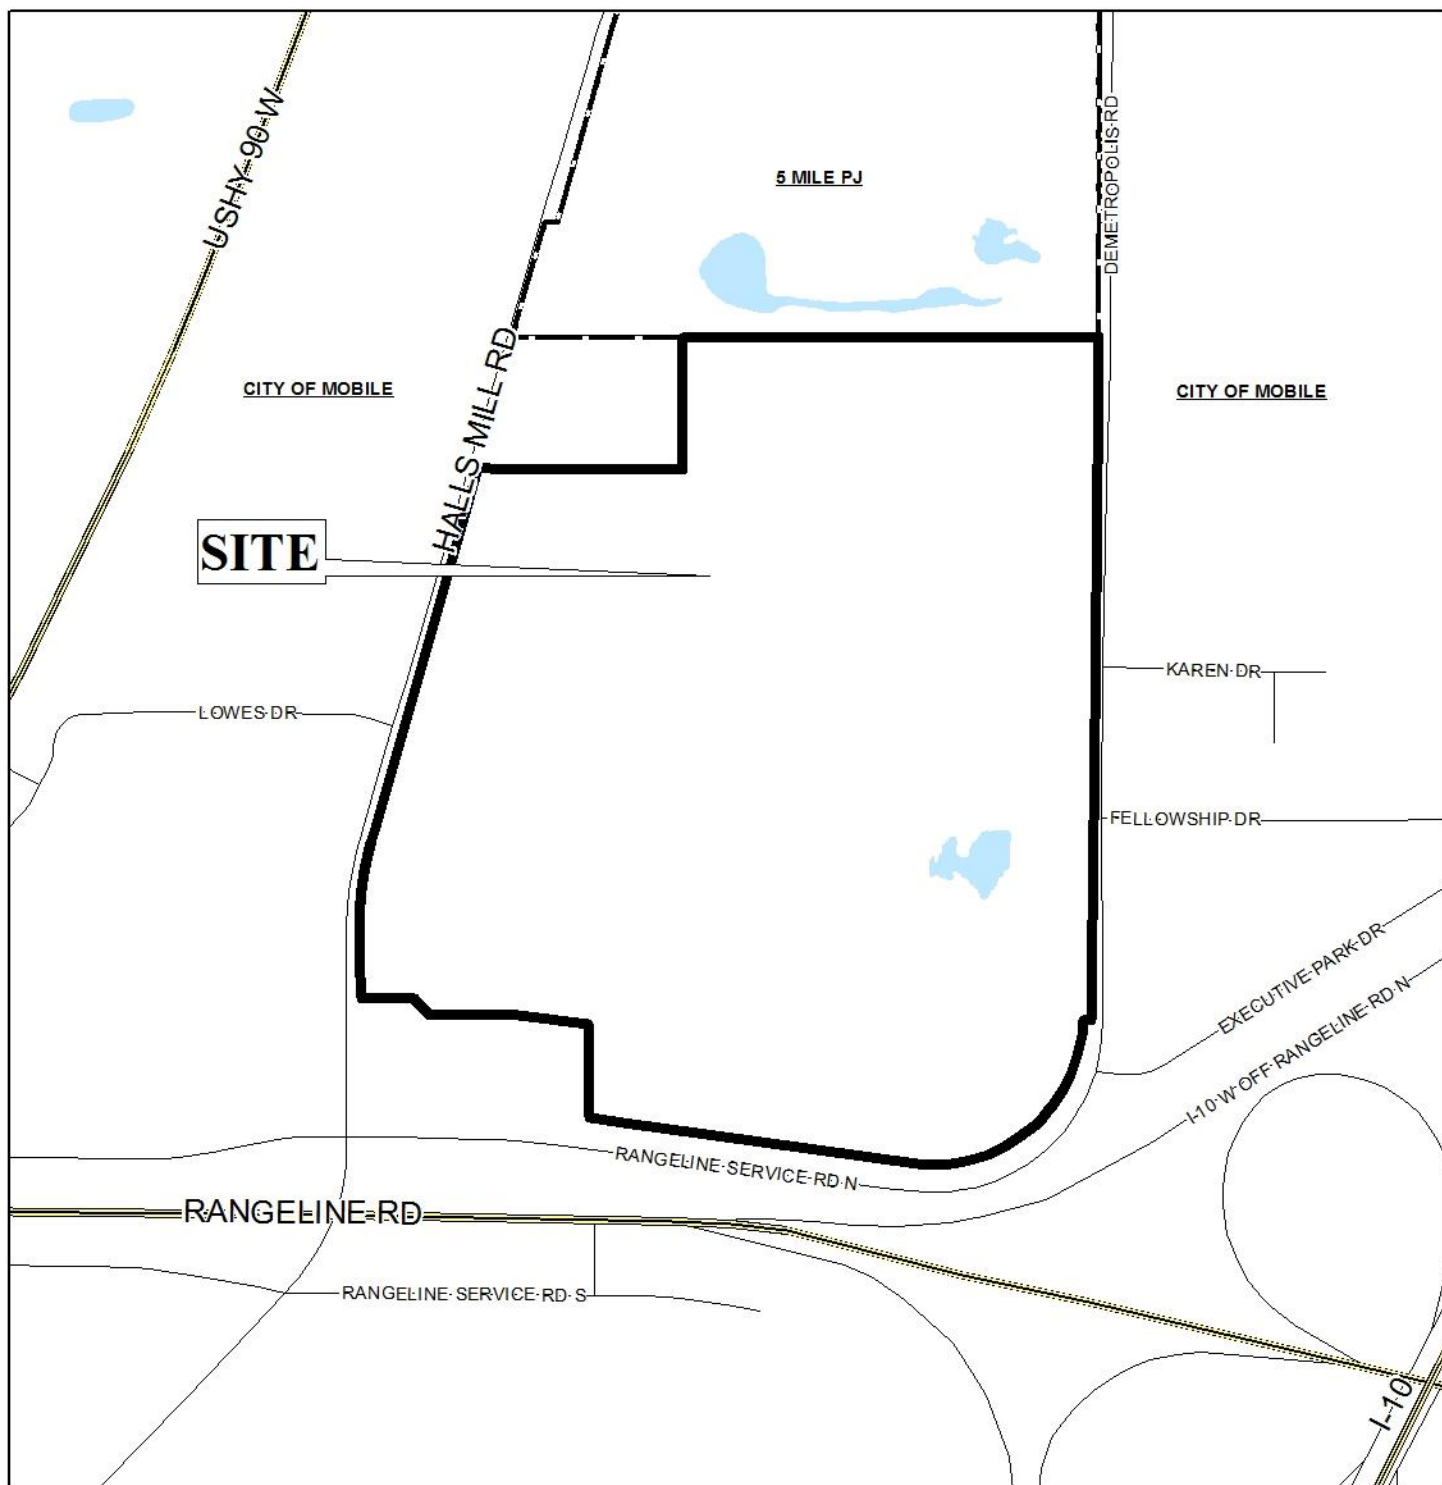 USHY 90 W
5 MILE PJ
DEMETROPOLIS RD
HALLS MILL RD
CITY OF MOBILE
CITY OF MOBILE
SITE
KAREN DR
LOWES DR
FELLOWSHIP DR
EXECUTIVE PARK DR
I-10 W OFF RANGELINE RD N
RANGELINE SERVICE RD N
RANGELINE RD
RANGELINE SERVICE RD S
I-10